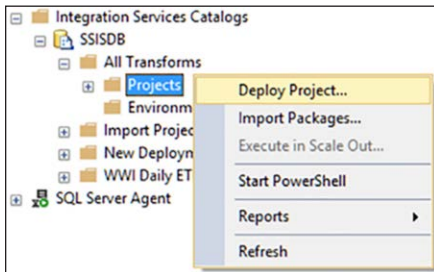 Integration Services Catalogs
SSISDB
All Transforms
Projects
Environm
Import Projec
New Deploym
WWI Daily ET
SQL Server Agent
Deploy Project...
Import Packages...
Execute in Scale Out...
Start PowerShell
Reports
Refresh